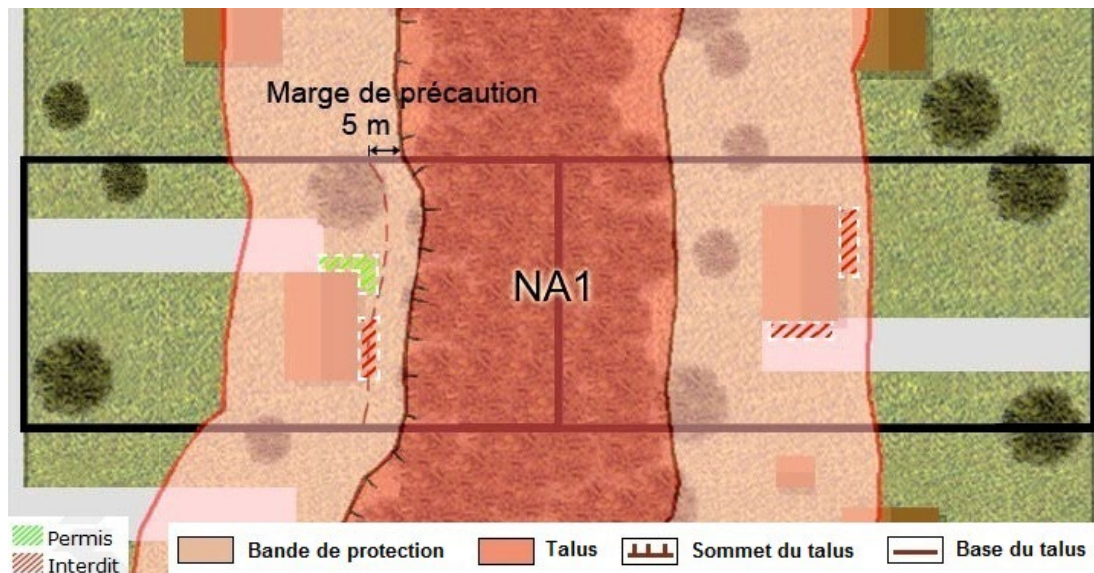 Marge de précaution
5 m
NA1
Permis
Interdit
Bande de protection
Talus
Sommet du talus
Base du talus